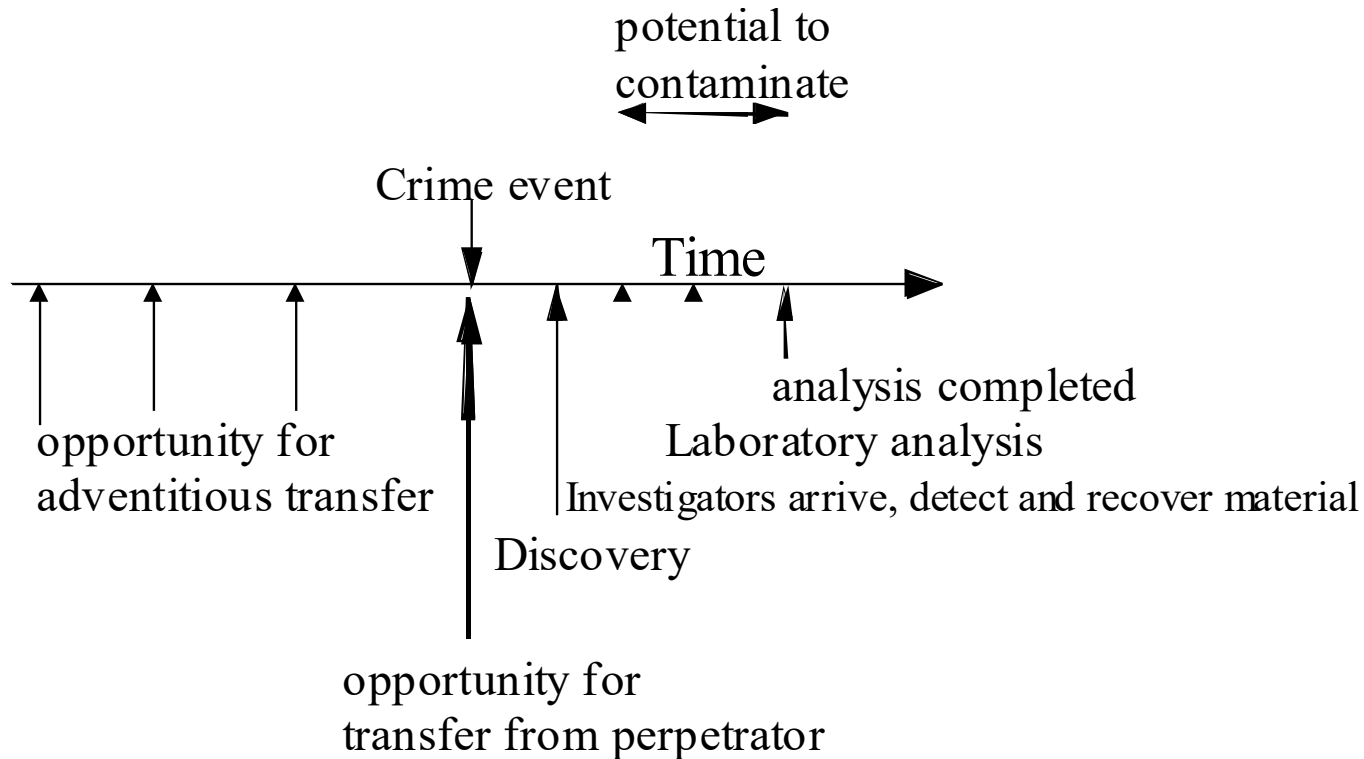 potential to
contaminate
Crime event
Time
analysis completed
opportunity for
Laboratory analysis
adventitious transfer
Investigators arrive, detect and recover material
Discovery
opportunity for
transfer from perpetrator